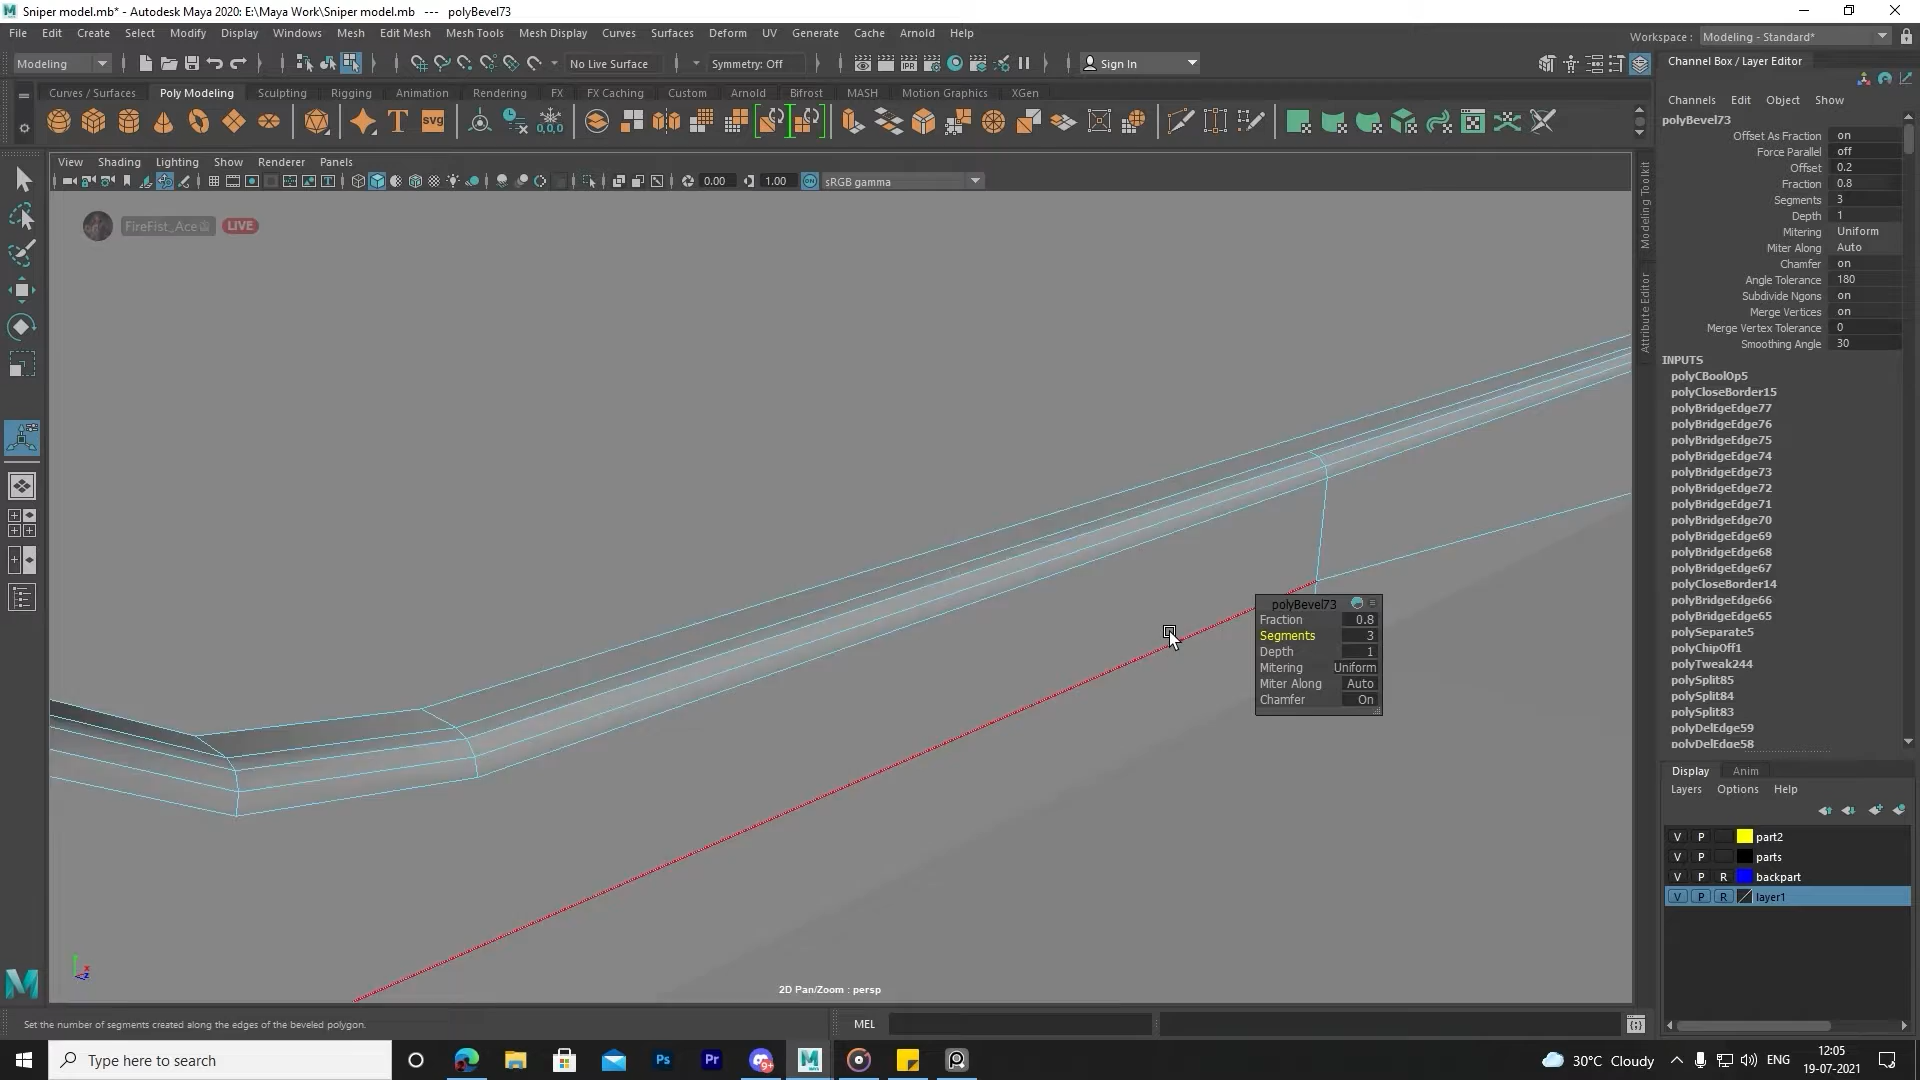 Sniper model.mb* - Autodesk Maya 2020: E:\Maya Work\Sniper model.mb   ---   polyBevel73
File Edit Create Select Modify Display Windows Mesh Edit Mesh Mesh Tools Mesh Display Curves Surfaces Deform UV Generate Cache Arnold Help
Workspace : Modeling - Standard*
Modeling
No Live Surface
Symmetry: Off
Sign In
Channel Box / Layer Editor
Curves / Surfaces Poly Modeling Sculpting Rigging Animation Rendering FX FX Caching Custom Arnold Bifrost MASH Motion Graphics XGen
Channels Edit Object Show
View Shading Lighting Show Renderer Panels
0.00 1.00 sRGB gamma
FireFist_Ace LIVE
Modeling Toolkit
Attribute Editor
polyBevel73
Offset As Fraction on
Force Parallel off
Offset 0.2
Fraction 0.8
Segments 3
Depth 1
Mitering Uniform
Miter Along Auto
Chamfer on
Angle Tolerance 180
Subdivide Ngons on
Merge Vertices on
Merge Vertex Tolerance 0
Smoothing Angle 30
INPUTS
polyCBoolOp5
polyCloseBorder15
polyBridgeEdge77
polyBridgeEdge76
polyBridgeEdge75
polyBridgeEdge74
polyBridgeEdge73
polyBridgeEdge72
polyBridgeEdge71
polyBridgeEdge70
polyBridgeEdge69
polyBridgeEdge68
polyBridgeEdge67
polyCloseBorder14
polyBridgeEdge66
polyBridgeEdge65
polySeparate5
polyChipOff1
polyTweak244
polySplit85
polySplit84
polySplit83
polyDelEdge59
polyDelEdge58
polyBevel73
Fraction 0.8
Segments 3
Depth 1
Mitering Uniform
Miter Along Auto
Chamfer On
Display Anim
Layers Options Help
V P part2
V P parts
V P R backpart
V P R layer1
2D Pan/Zoom : persp
Set the number of segments created along the edges of the beveled polygon.
MEL
Type here to search
30°C Cloudy
ENG
12:05
19-07-2021